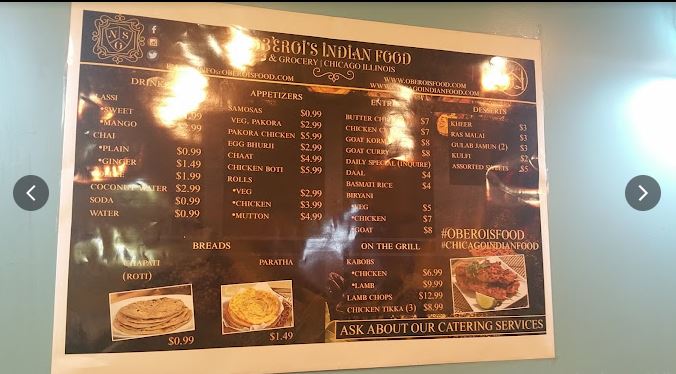 NSO
OBEROI'S INDIAN FOOD
& GROCERY | CHICAGO ILLINOIS
INFO@OBEROISFOOD.COM
WWW.OBEROISFOOD.COM
DRINKS
LASSI
•SWEET
•MANGO
CHAI
•PLAIN $0.99
•GINGER $1.49
$1.99
COCONUT WATER $2.99
SODA $0.99
WATER $0.99
APPETIZERS
SAMOSAS $0.99
VEG. PAKORA $2.99
PAKORA CHICKEN $5.99
EGG BHURJI $2.99
CHAAT $4.99
CHICKEN BOTI $5.99
ROLLS
•VEG $2.99
•CHICKEN $3.99
•MUTTON $4.99
BUTTER $7
CHICKEN $7
GOAT KORMA $8
GOAT CURRY $8
DAILY SPECIAL (INQUIRE)
DAAL $4
BASMATI RICE $4
BIRYANI
•VEG $5
•CHICKEN $7
•GOAT $8
DESSERTS
KHEER $3
RAS MALAI $3
GULAB JAMUN (2) $3
KULFI $2
ASSORTED SWEETS $5
#OBEROISFOOD
#CHICAGOINDIANFOOD
BREADS
CHAPATI
(ROTI)
$0.99
PARATHA
$1.49
ON THE GRILL
KABOBS
•CHICKEN $6.99
•LAMB $9.99
LAMB CHOPS $12.99
CHICKEN TIKKA (3) $8.99
ASK ABOUT OUR CATERING SERVICES